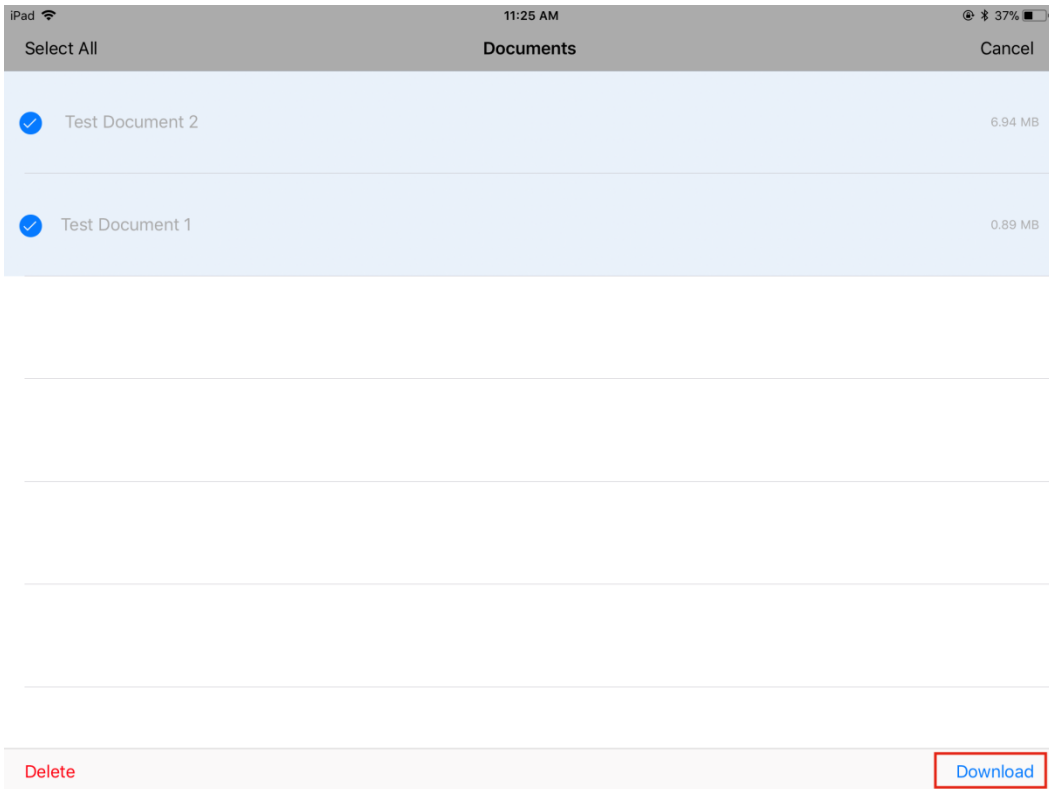 iPad 11:25 AM 37%
Select All Documents Cancel
Test Document 2 6.94 MB
Test Document 1 0.89 MB
Delete Download